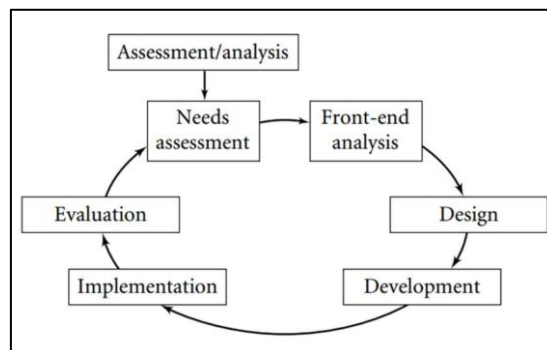 Assessment/analysis
Needs
assessment
Front-end
analysis
Evaluation
Design
Implementation
Development